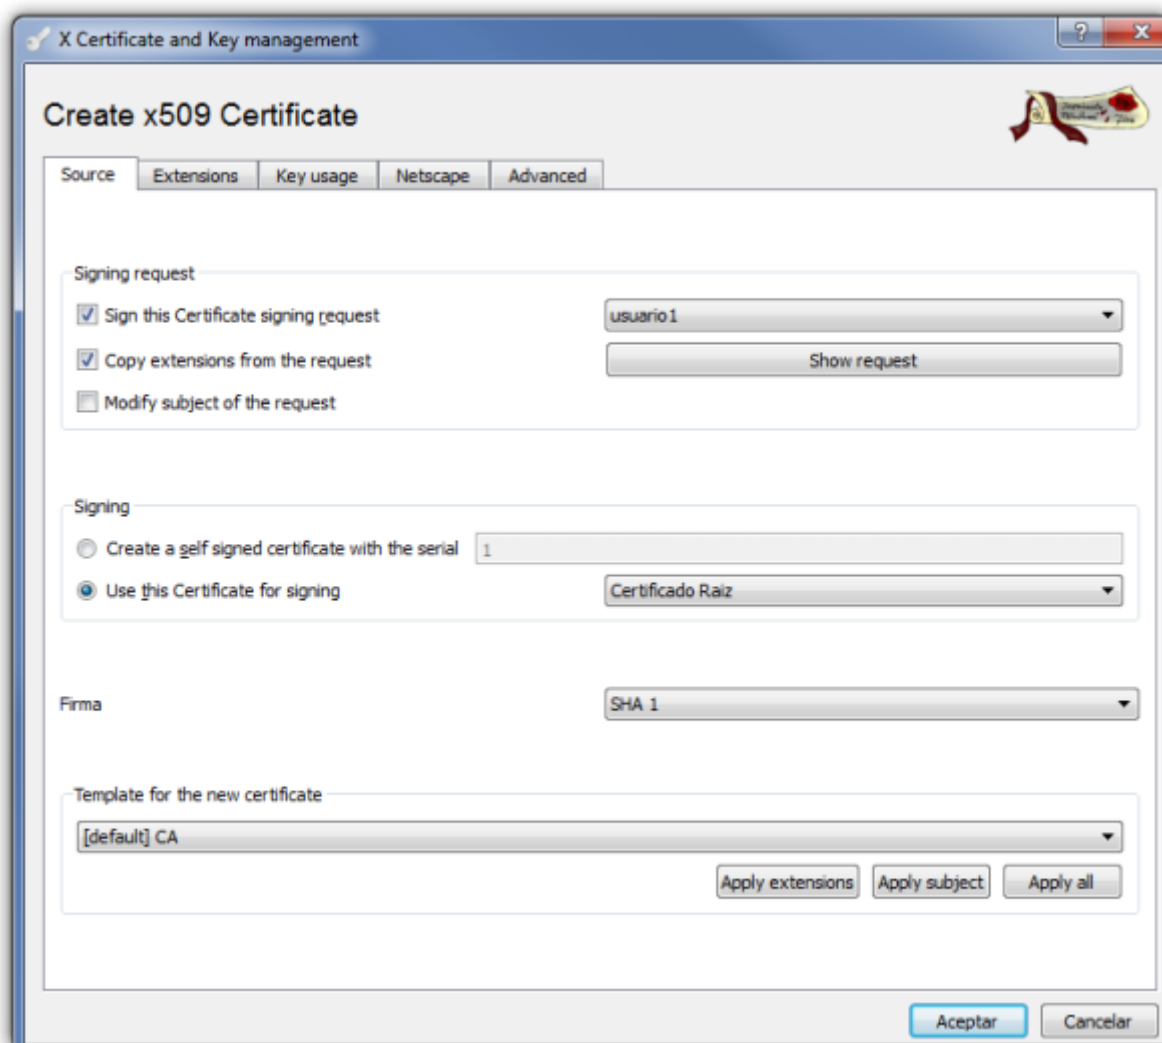 X Certificate and Key management
Create x509 Certificate
Source Extensions Key usage Netscape Advanced
Signing request
Sign this Certificate signing request usuario1
Copy extensions from the request Show request
Modify subject of the request
Signing
Create a self signed certificate with the serial 1
Use this Certificate for signing Certificado Raiz
Firma SHA 1
Template for the new certificate
[default] CA
Apply extensions Apply subject Apply all
Aceptar Cancelar